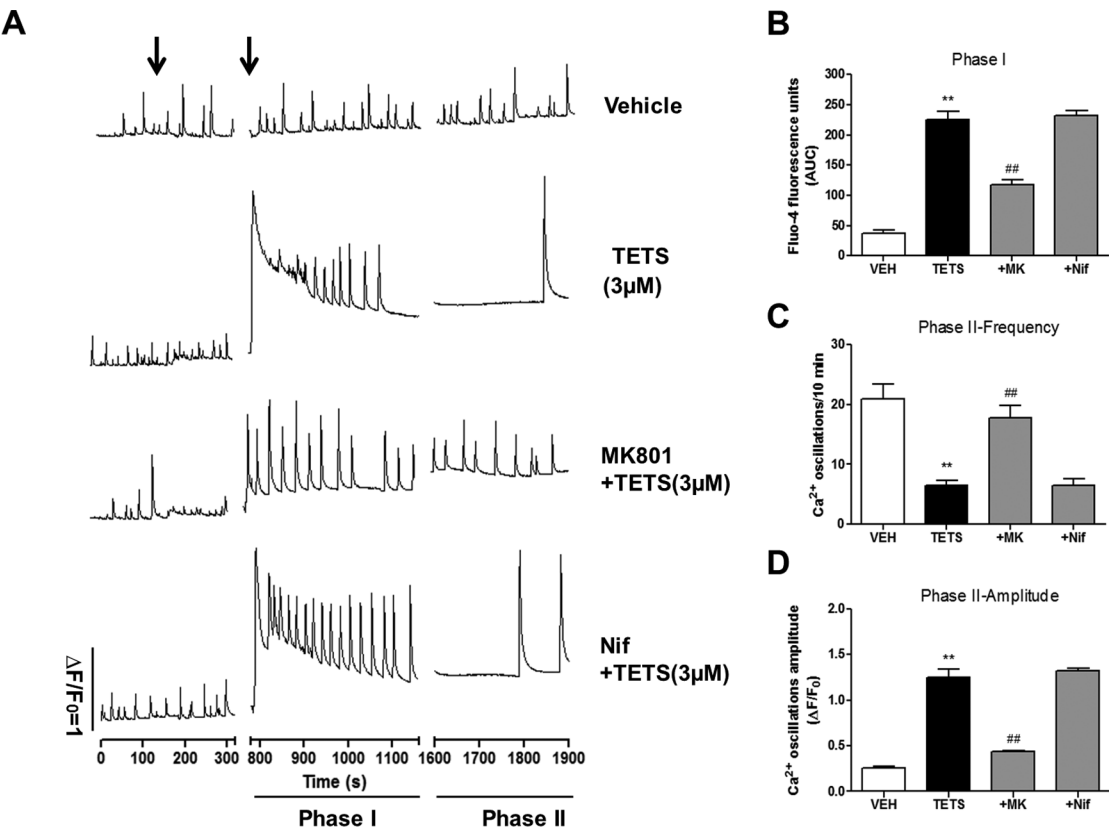 A
Vehicle
TETS
(3µM)
MK801
+TETS(3µM)
Nif
+TETS(3µM)
ΔF/F0=1
0 100 200 300 800 900 1000 1100 1600 1700 1800 1900
Time (s)
Phase I Phase II
B
Phase I
Fluo-4 fluorescence units
(AUC)
300
250
200
150
100
50
0
**
##
VEH TETS +MK +Nif
C
Phase II-Frequency
Ca2+ oscillations/10 min
30
20
10
0
**
##
VEH TETS +MK +Nif
D
Phase II-Amplitude
Ca2+ oscillations amplitude
(ΔF/F0)
2.0
1.5
1.0
0.5
0.0
**
##
VEH TETS +MK +Nif